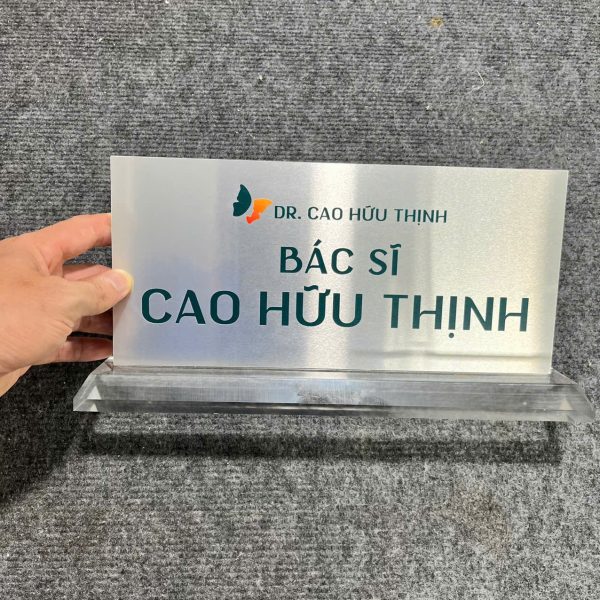 DR. CAO HỮU THỊNH
BÁC SĨ
CAO HỮU THỊNH